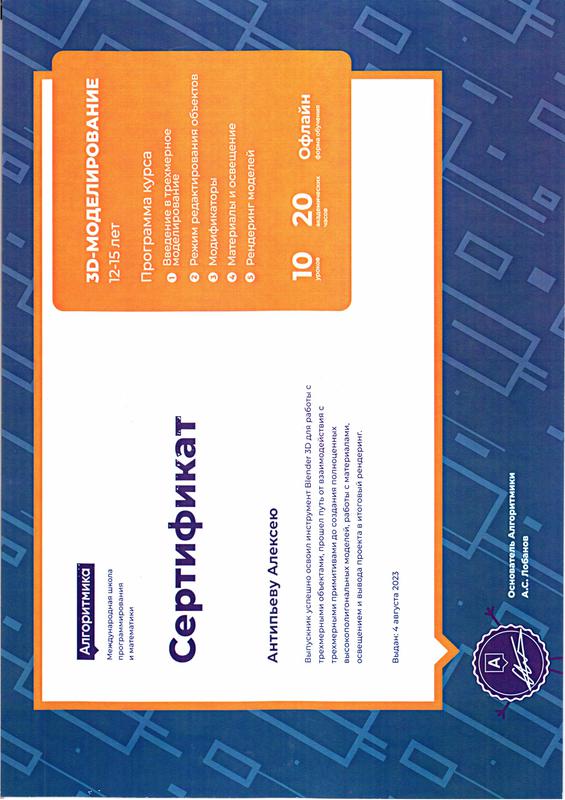 Алгоритмика
Международная школа
программирования
и математики
Сертификат
Антипьеву Алексею
Выпускник успешно освоил инструмент Blender 3D для работы с
трехмерными объектами, прошел путь от взаимодействия с
трехмерными примитивами до создания полноценных
высокополигональных моделей, работы с материалами,
освещением и вывода проекта в итоговый рендеринг.
Выдан: 4 августа 2023
3D-МОДЕЛИРОВАНИЕ
12-15 лет
Программа курса
1 Введение в трехмерное
моделирование
2 Режим редактирования объектов
3 Модификаторы
4 Материалы и освещение
5 Рендеринг моделей
10
уроков
20
академических
часов
Офлайн
форма обучения
А
Основатель Алгоритмики
А.С. Лобанов